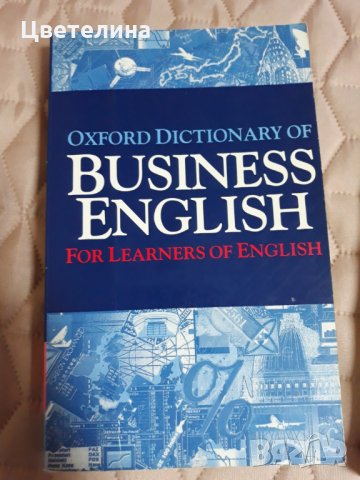 Цветелина
OXFORD DICTIONARY OF
BUSINESS
ENGLISH
FOR LEARNERS OF ENGLISH
%